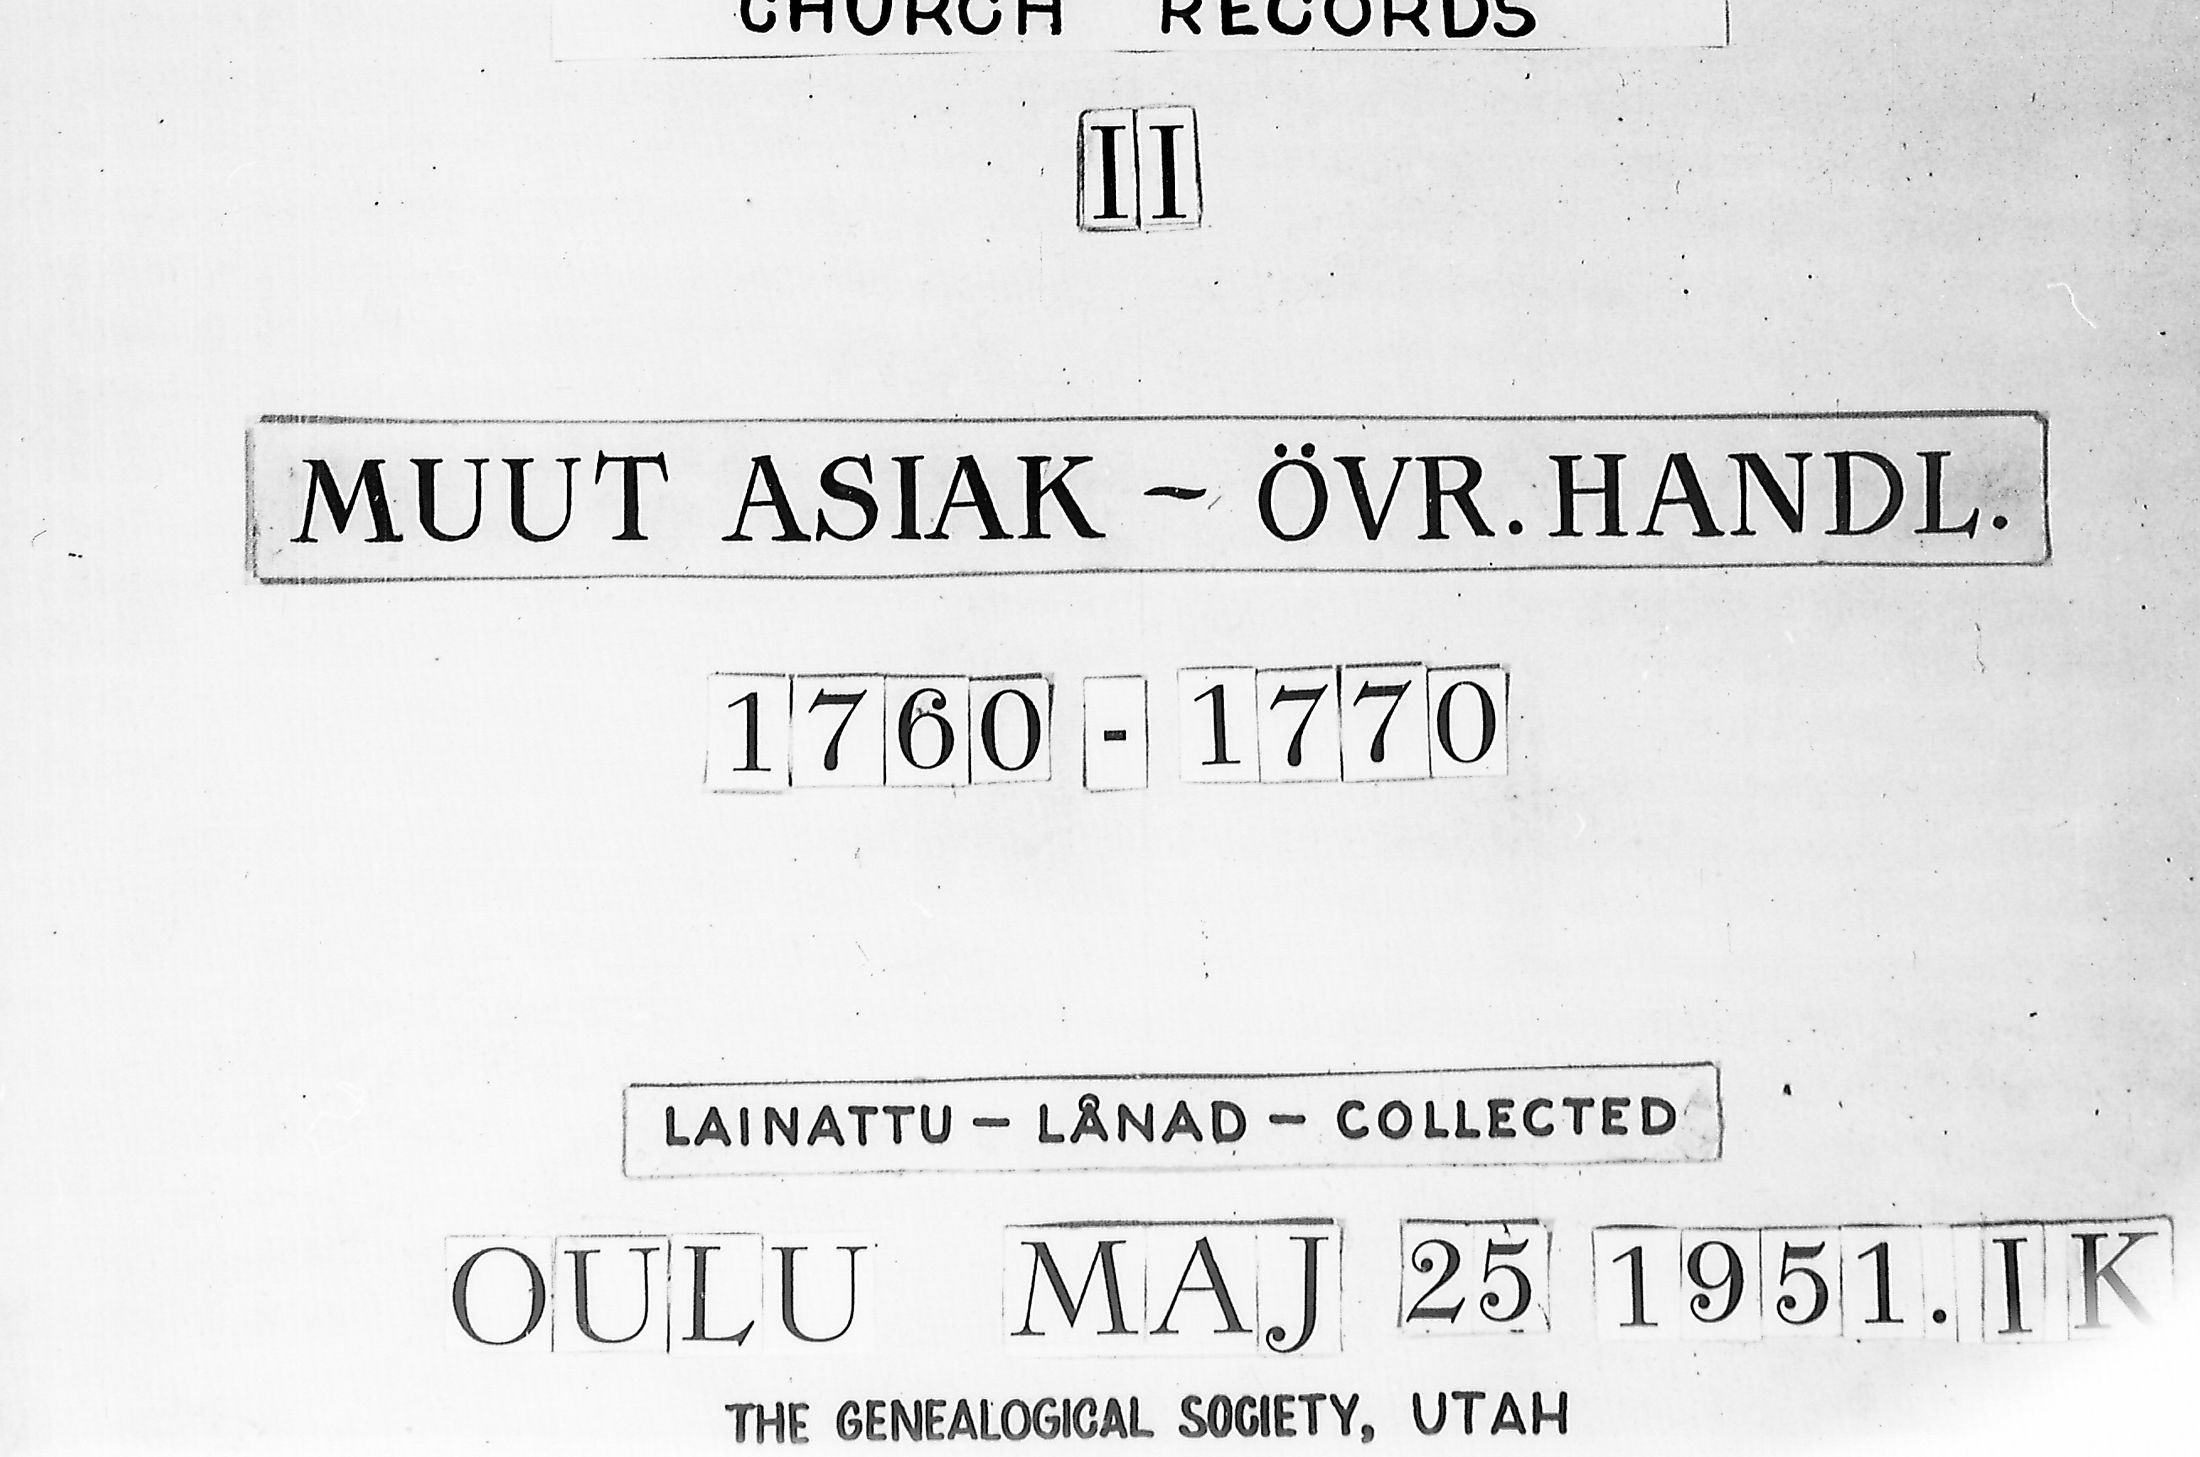 CHURCH RECORDS
II
MUUT ASIAK ~ ÖVR. HANDL.
1760 - 1770
LAINATTU – LÅNAD – COLLECTED
OULU MAJ 25 1951. IK
THE GENEALOGICAL SOCIETY, UTAH